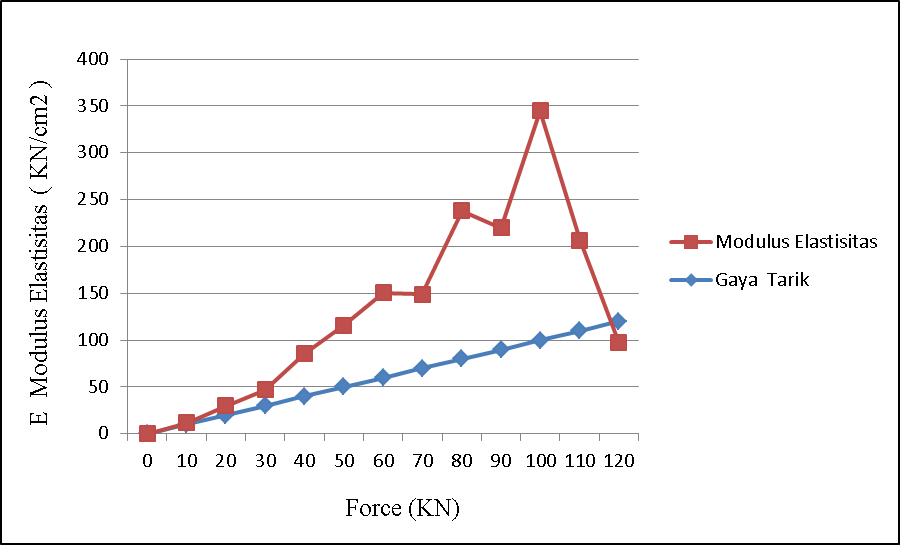 400
350
300
250
200
150
100
50
0
E Modulus Elastisitas ( KN/cm2 )
0 10 20 30 40 50 60 70 80 90 100 110 120
Force (KN)
Modulus Elastisitas
Gaya Tarik